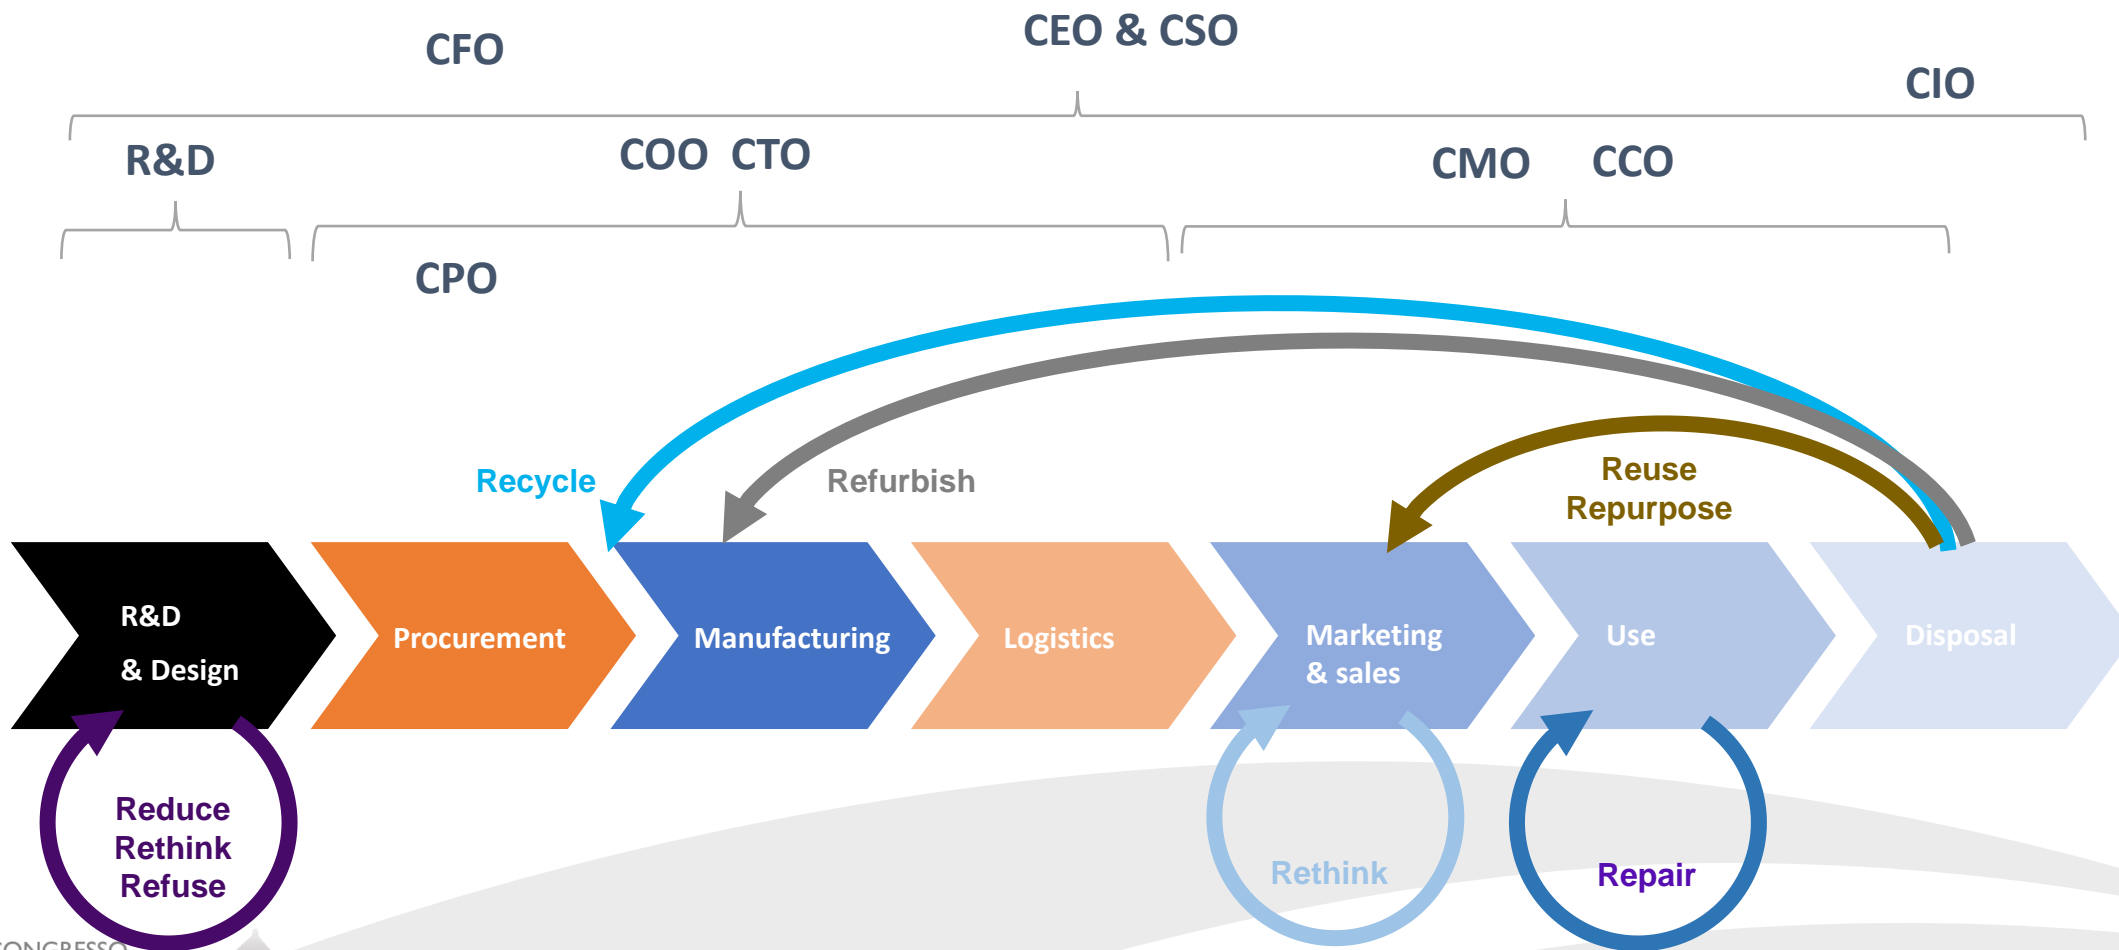 CFO
CEO & CSO
CIO
R&D
COO CTO
CMO CCO
CPO
Recycle
Refurbish
Reuse
Repurpose
R&D
& Design
Procurement
Manufacturing
Logistics
Marketing
& sales
Use
Disposal
Reduce
Rethink
Refuse
Rethink
Repair
CONGRESSO